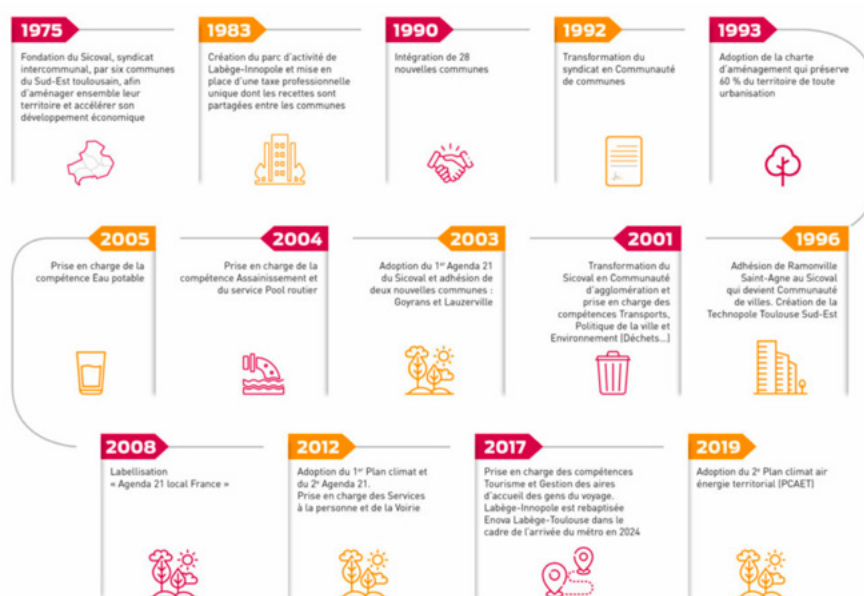 1975
Fondation du Sicoval, syndicat
intercommunal, par six communes
du Sud-Est toulousain, afin
d'aménager ensemble leur
territoire et accélérer son
développement économique
1983
Création du parc d'activité de
Labège-Innopole et mise en
place d'une taxe professionnelle
unique dont les recettes sont
partagées entre les communes
1990
Intégration de 28
nouvelles communes
1992
Transformation du
syndicat en Communauté
de communes
1993
Adoption de la charte
d'aménagement qui préserve
60 % du territoire de toute
urbanisation
1996
Adhésion de Ramonville
Saint-Agne au Sicoval
qui devient Communauté
de villes. Création de la
Technopole Toulouse Sud-Est
2001
Transformation du
Sicoval en Communauté
d'agglomération et
prise en charge des
compétences Transports,
Politique de la ville et
Environnement (Déchets...)
2003
Adoption du 1er Agenda 21
du Sicoval et adhésion de
deux nouvelles communes :
Goyrans et Lauzerville
2004
Prise en charge de la
compétence Assainissement et
du service Pool routier
2005
Prise en charge de la
compétence Eau potable
2008
Labellisation
« Agenda 21 local France »
2012
Adoption du 1er Plan climat et
du 2e Agenda 21.
Prise en charge des Services
à la personne et de la Voirie
2017
Prise en charge des compétences
Tourisme et Gestion des aires
d'accueil des gens du voyage.
Labège-Innopole est rebaptisée
Enova Labège-Toulouse dans le
cadre de l'arrivée du métro en 2024
2019
Adoption du 2e Plan climat air
énergie territorial (PCAET)